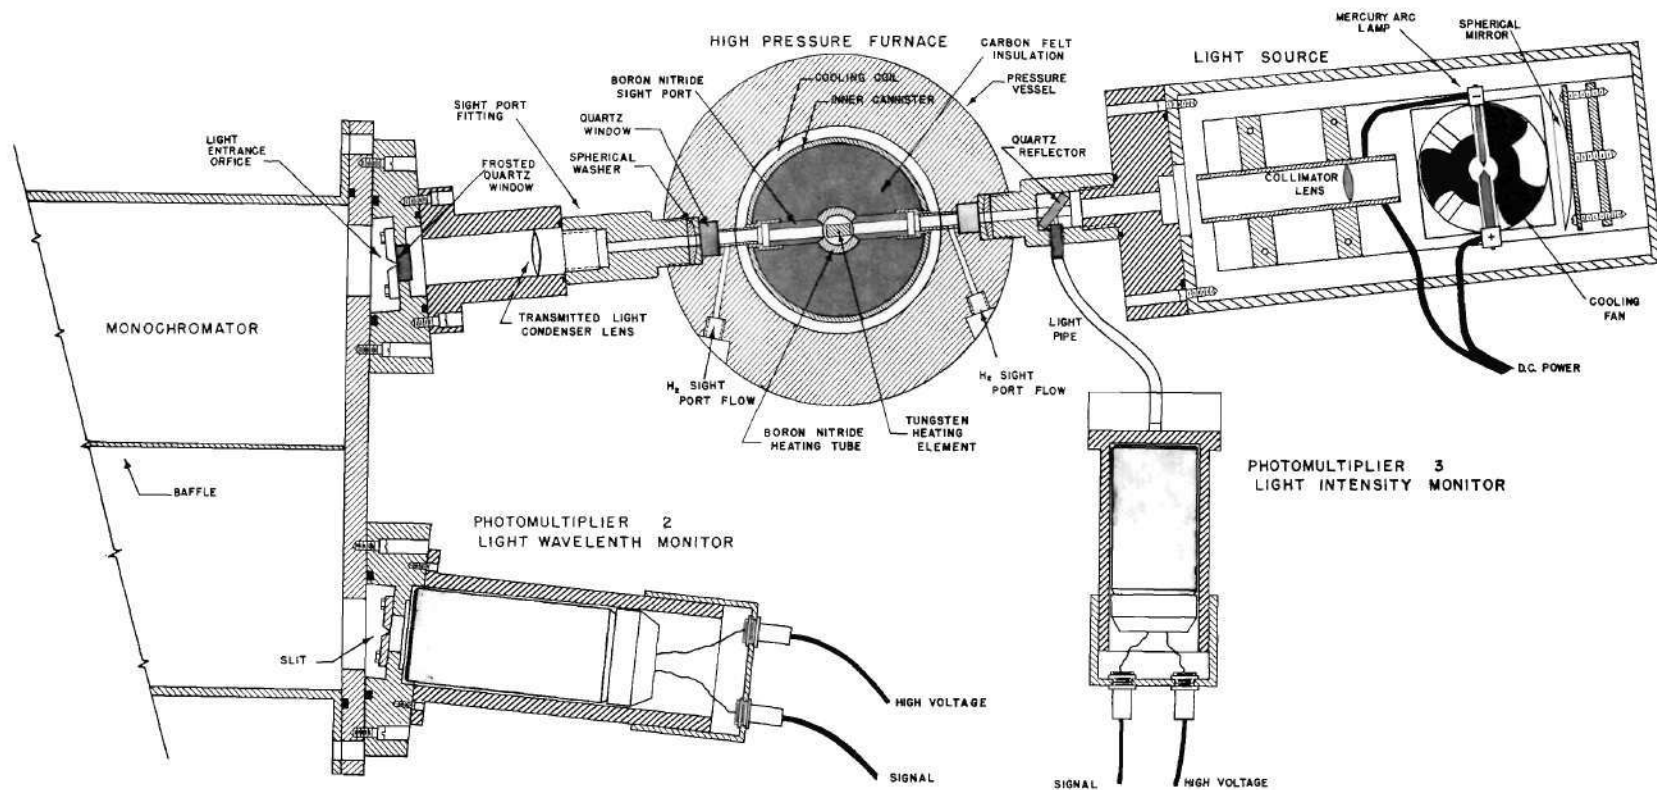 HIGH PRESSURE FURNACE
COOLING COIL
INNER CANNISTER
CARBON FELT
INSULATION
PRESSURE
VESSEL
BORON NITRIDE
SIGHT PORT
SIGHT PORT
FITTING
QUARTZ
WINDOW
SPHERICAL
WASHER
LIGHT
ENTRANCE
ORFICE
FROSTED
QUARTZ
WINDOW
QUARTZ
REFLECTOR
LIGHT SOURCE
MERCURY ARC
LAMP
SPHERICAL
MIRROR
-
COLLIMATOR
LENS
+
COOLING
FAN
D.C. POWER
MONOCHROMATOR
TRANSMITTED LIGHT
CONDENSER LENS
H₂ SIGHT
PORT FLOW
BORON NITRIDE
HEATING TUBE
TUNGSTEN
HEATING
ELEMENT
H₂ SIGHT
PORT FLOW
LIGHT
PIPE
BAFFLE
PHOTOMULTIPLIER 2
LIGHT WAVELENTH MONITOR
PHOTOMULTIPLIER 3
LIGHT INTENSITY MONITOR
SLIT
HIGH VOLTAGE
SIGNAL
SIGNAL
HIGH VOLTAGE